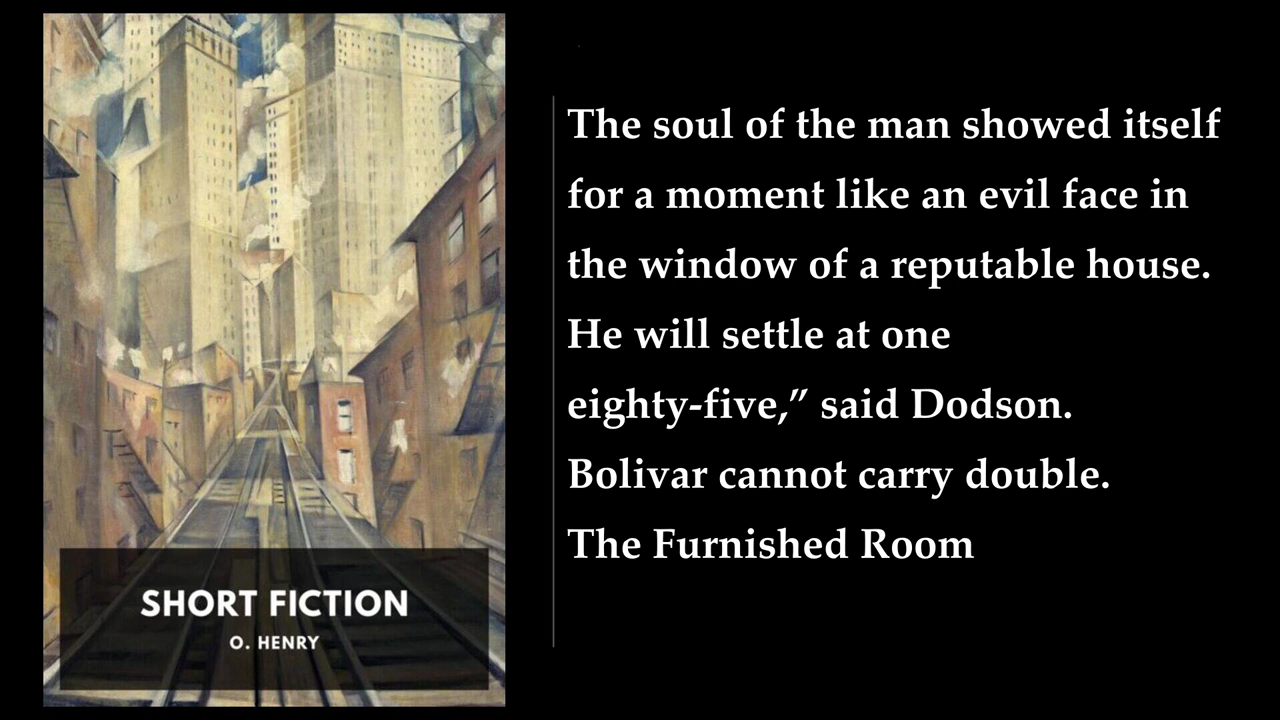 SHORT FICTION
O. HENRY
The soul of the man showed itself
for a moment like an evil face in
the window of a reputable house.
He will settle at one
eighty-five,” said Dodson.
Bolivar cannot carry double.
The Furnished Room